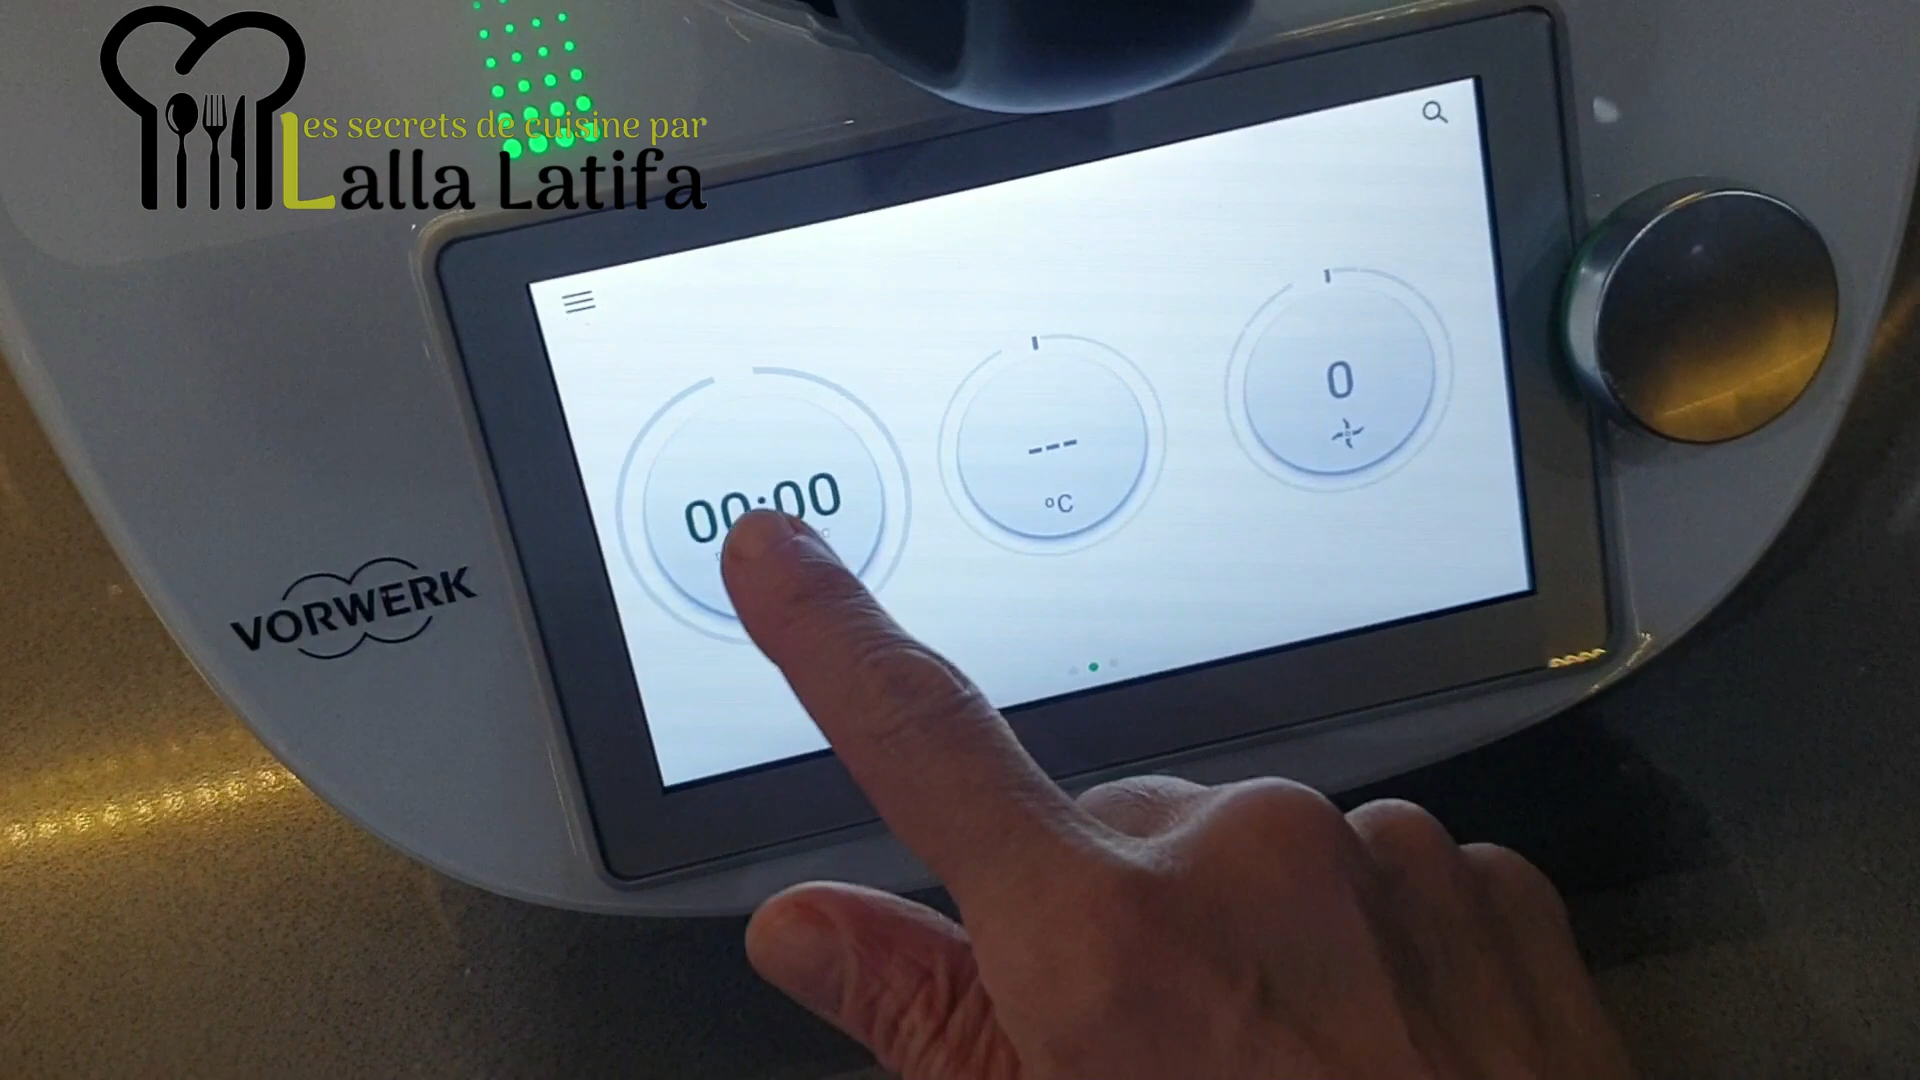 Les secrets de cuisine par
Lalla Latifa
00:00
---
°C
0
VORWERK